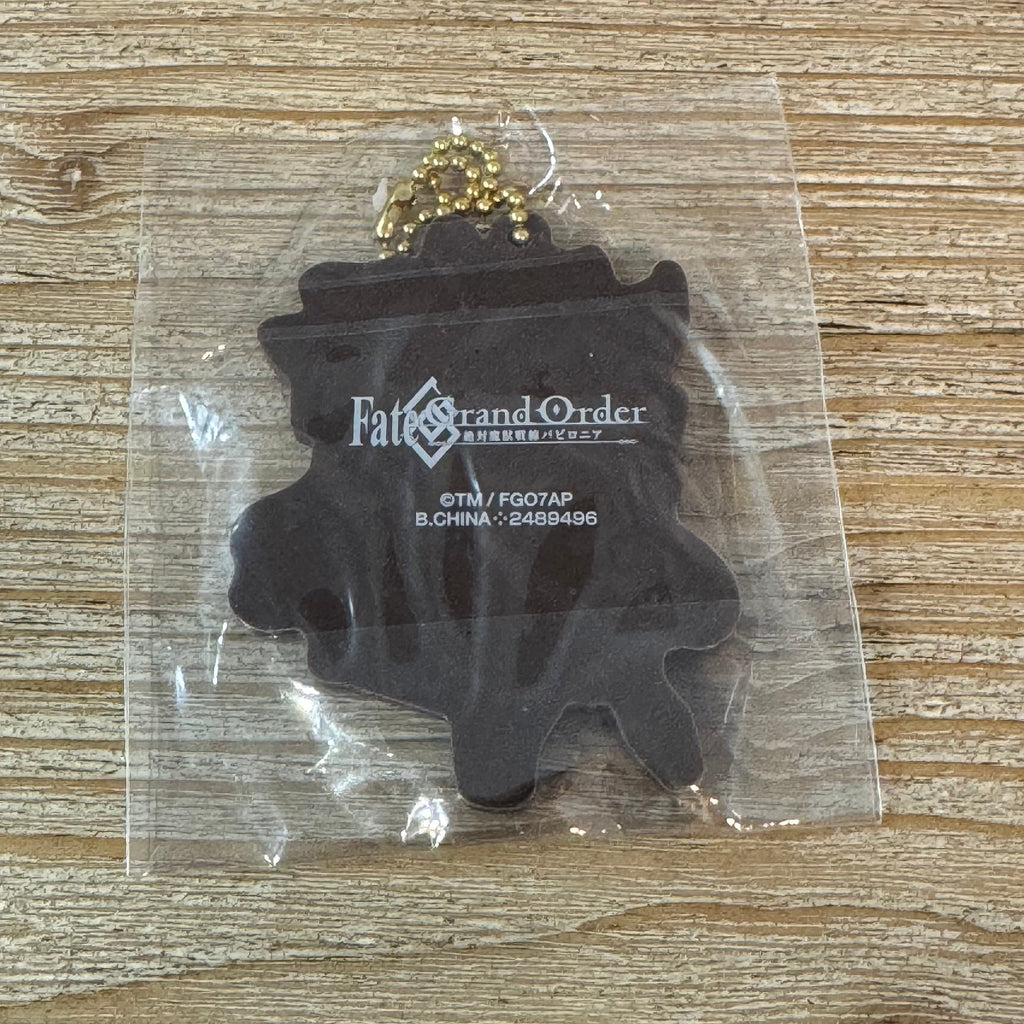 Fate Grand Order
絶対魔獣戦線バビロニア
©TM / FGO7AP
B.CHINA⁘2489496